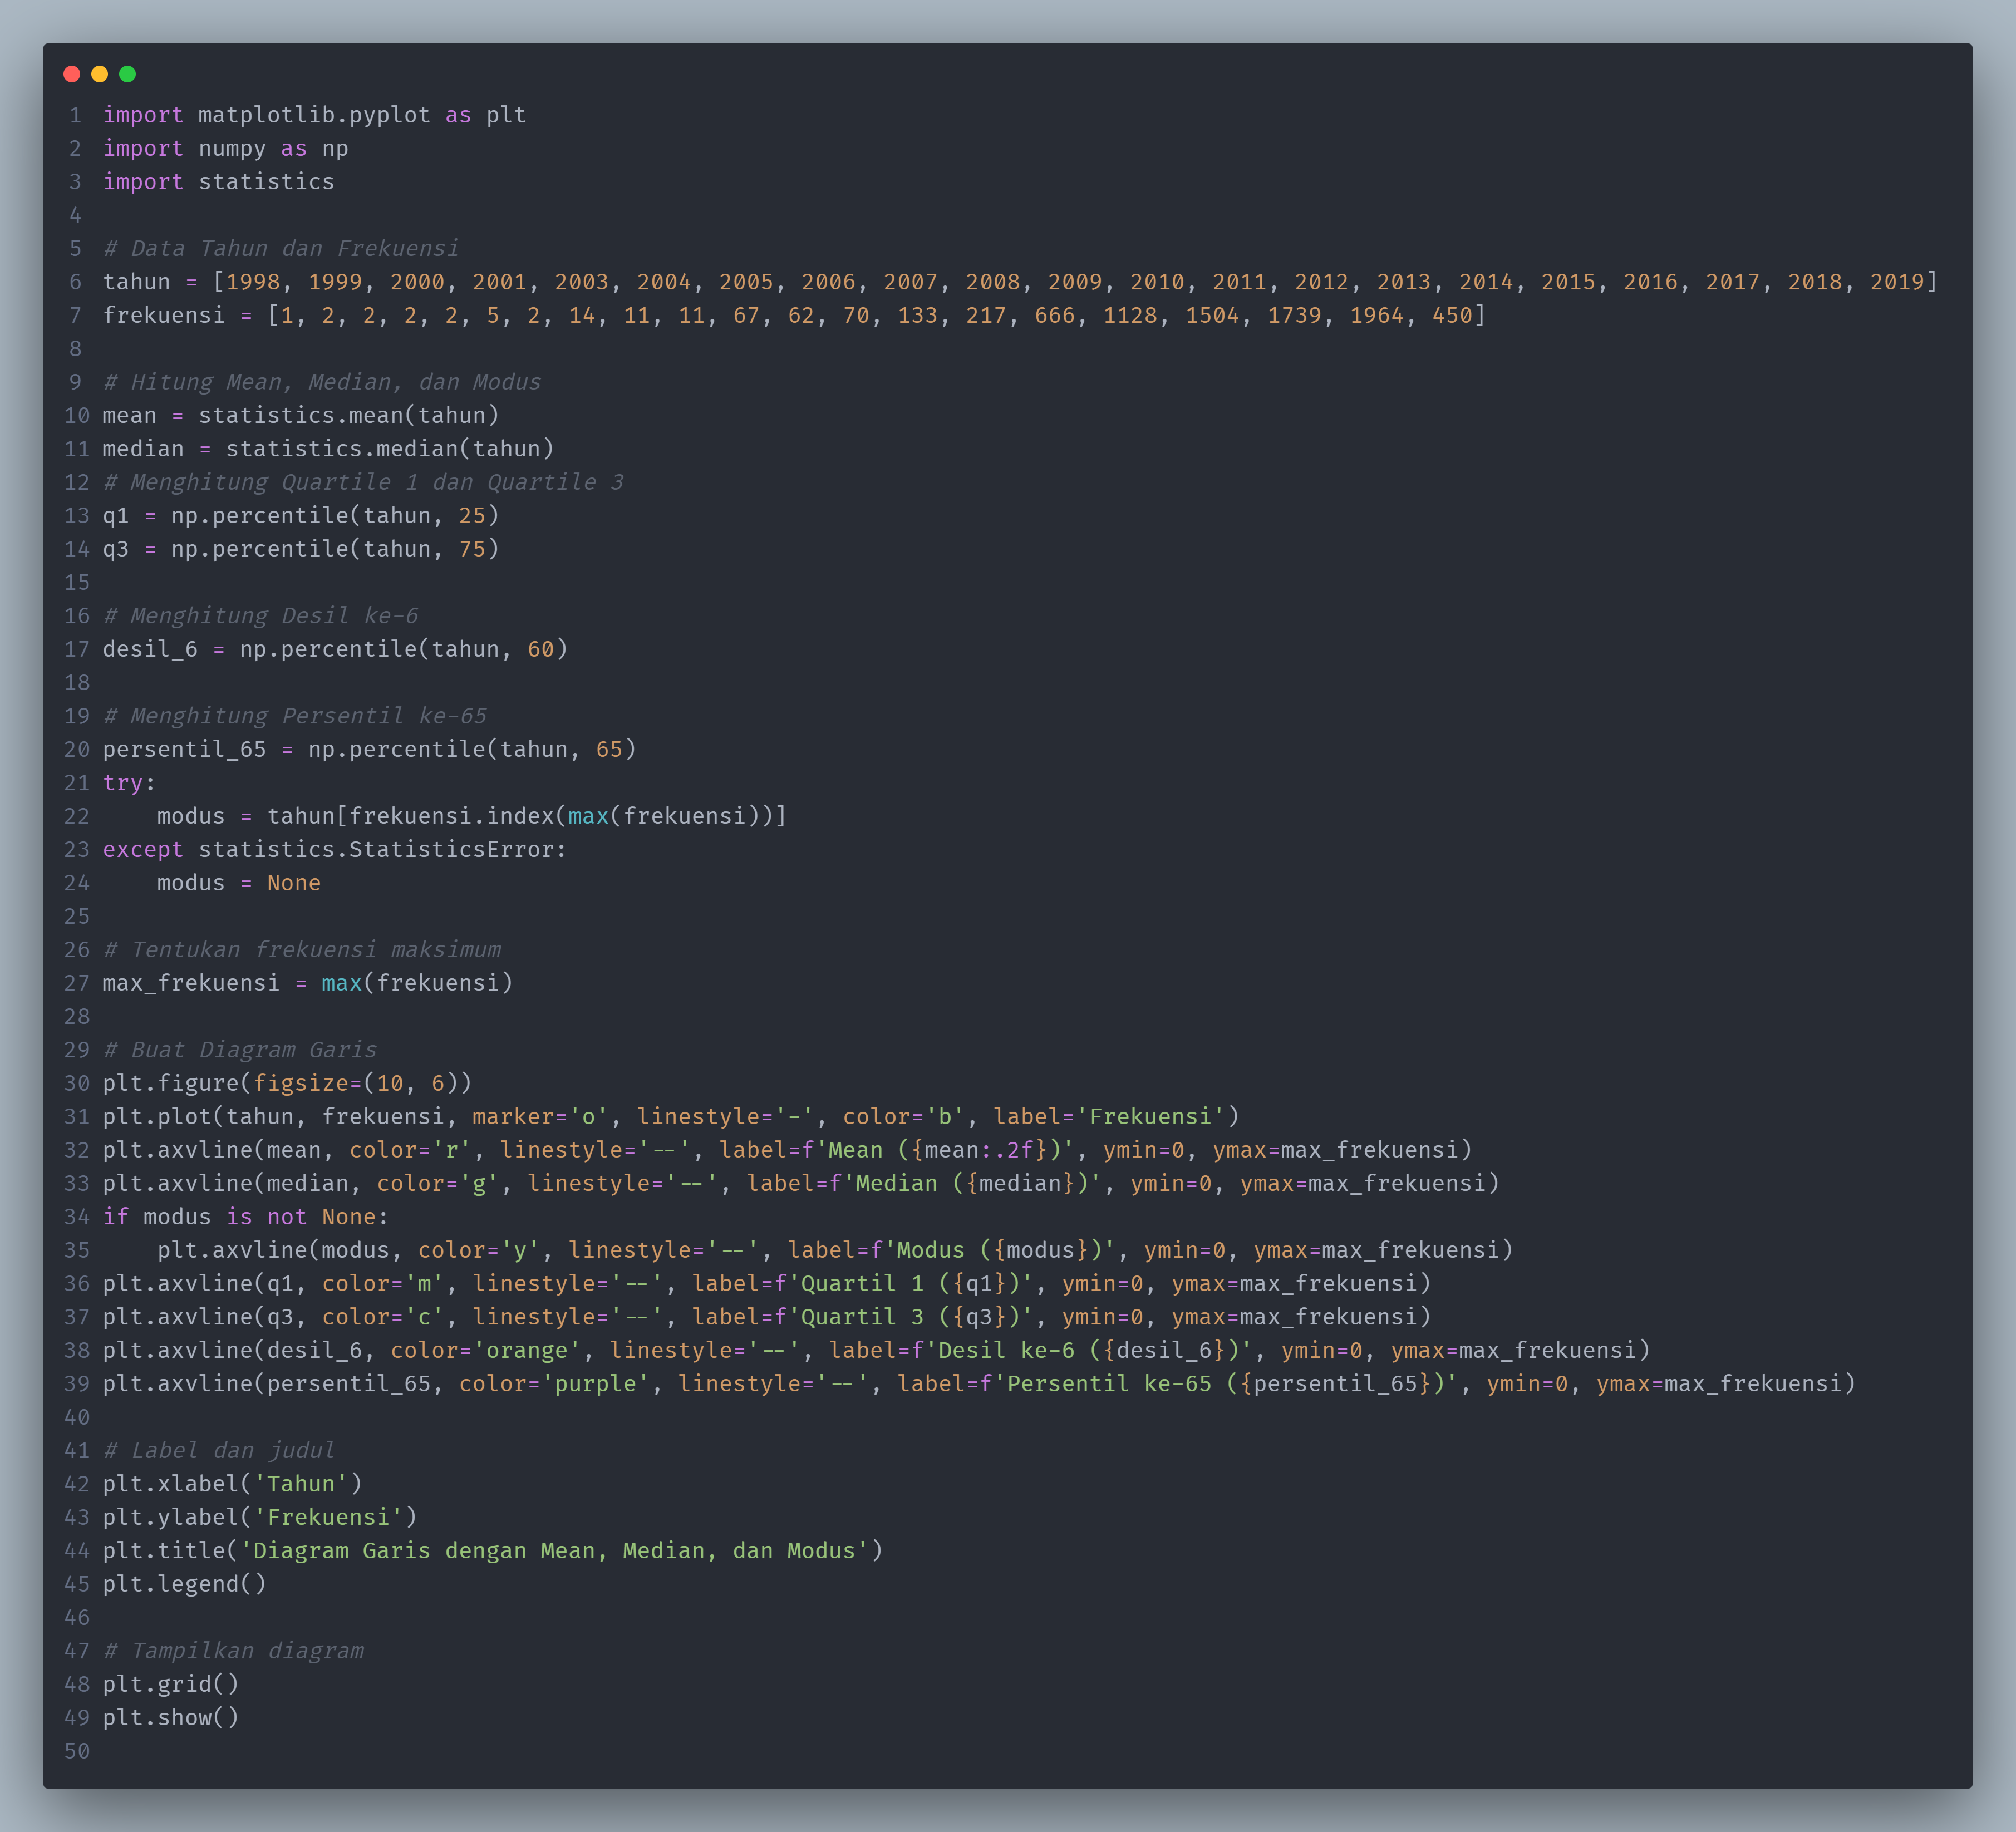 1 import matplotlib.pyplot as plt
2 import numpy as np
3 import statistics
4
5 # Data Tahun dan Frekuensi
6 tahun = [1998, 1999, 2000, 2001, 2003, 2004, 2005, 2006, 2007, 2008, 2009, 2010, 2011, 2012, 2013, 2014, 2015, 2016, 2017, 2018, 2019]
7 frekuensi = [1, 2, 2, 2, 2, 5, 2, 14, 11, 11, 67, 62, 70, 133, 217, 666, 1128, 1504, 1739, 1964, 450]
8
9 # Hitung Mean, Median, dan Modus
10 mean = statistics.mean(tahun)
11 median = statistics.median(tahun)
12 # Menghitung Quartile 1 dan Quartile 3
13 q1 = np.percentile(tahun, 25)
14 q3 = np.percentile(tahun, 75)
15
16 # Menghitung Desil ke-6
17 desil_6 = np.percentile(tahun, 60)
18
19 # Menghitung Persentil ke-65
20 persentil_65 = np.percentile(tahun, 65)
21 try:
22     modus = tahun[frekuensi.index(max(frekuensi))]
23 except statistics.StatisticsError:
24     modus = None
25
26 # Tentukan frekuensi maksimum
27 max_frekuensi = max(frekuensi)
28
29 # Buat Diagram Garis
30 plt.figure(figsize=(10, 6))
31 plt.plot(tahun, frekuensi, marker='o', linestyle='-', color='b', label='Frekuensi')
32 plt.axvline(mean, color='r', linestyle='--', label=f'Mean ({mean:.2f})', ymin=0, ymax=max_frekuensi)
33 plt.axvline(median, color='g', linestyle='--', label=f'Median ({median})', ymin=0, ymax=max_frekuensi)
34 if modus is not None:
35     plt.axvline(modus, color='y', linestyle='--', label=f'Modus ({modus})', ymin=0, ymax=max_frekuensi)
36 plt.axvline(q1, color='m', linestyle='--', label=f'Quartil 1 ({q1})', ymin=0, ymax=max_frekuensi)
37 plt.axvline(q3, color='c', linestyle='--', label=f'Quartil 3 ({q3})', ymin=0, ymax=max_frekuensi)
38 plt.axvline(desil_6, color='orange', linestyle='--', label=f'Desil ke-6 ({desil_6})', ymin=0, ymax=max_frekuensi)
39 plt.axvline(persentil_65, color='purple', linestyle='--', label=f'Persentil ke-65 ({persentil_65})', ymin=0, ymax=max_frekuensi)
40
41 # Label dan judul
42 plt.xlabel('Tahun')
43 plt.ylabel('Frekuensi')
44 plt.title('Diagram Garis dengan Mean, Median, dan Modus')
45 plt.legend()
46
47 # Tampilkan diagram
48 plt.grid()
49 plt.show()
50